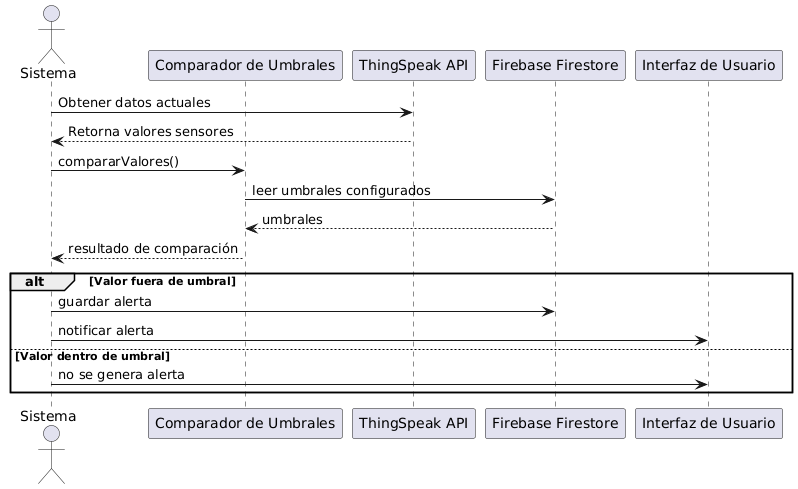 Sistema
Comparador de Umbrales
ThingSpeak API
Firebase Firestore
Interfaz de Usuario
Obtener datos actuales
Retorna valores sensores
compararValores()
leer umbrales configurados
umbrales
resultado de comparación
alt
[Valor fuera de umbral]
guardar alerta
notificar alerta
[Valor dentro de umbral]
no se genera alerta
Sistema
Comparador de Umbrales
ThingSpeak API
Firebase Firestore
Interfaz de Usuario